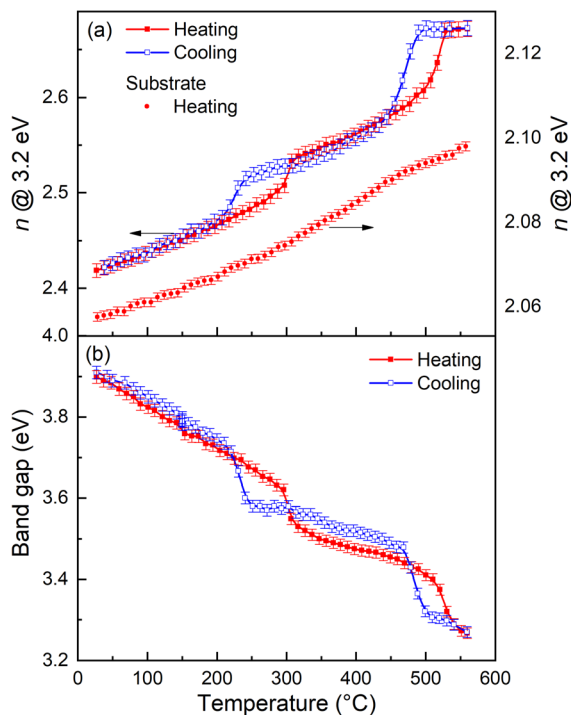 (a)
Heating
Cooling
Substrate
Heating
n @ 3.2 eV
2.6
2.5
2.4
4.0
2.12
2.10
2.08
2.06
n @ 3.2 eV
(b)
Heating
Cooling
Band gap (eV)
3.8
3.6
3.4
3.2
0 100 200 300 400 500 600
Temperature (°C)